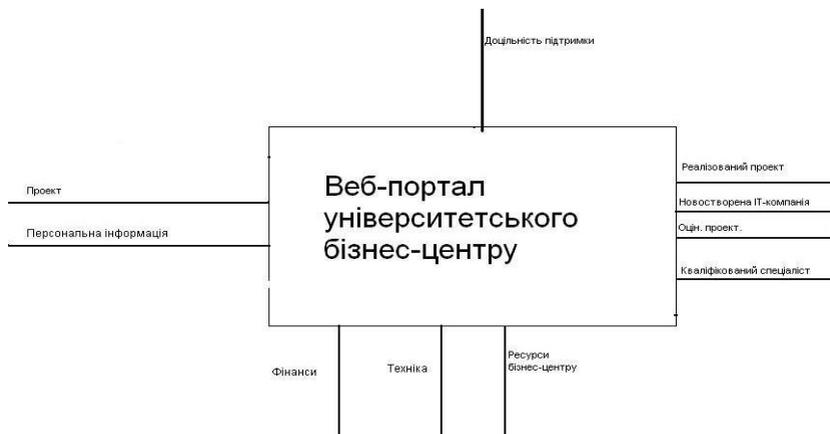 Доцільність підтримки
Веб-портал
університетського
бізнес-центру
Проект
Персональна інформація
Реалізований проект
Новостворена ІТ-компанія
Оцін. проект.
Кваліфікований спеціаліст
Фінанси
Техніка
Ресурси
бізнес-центру